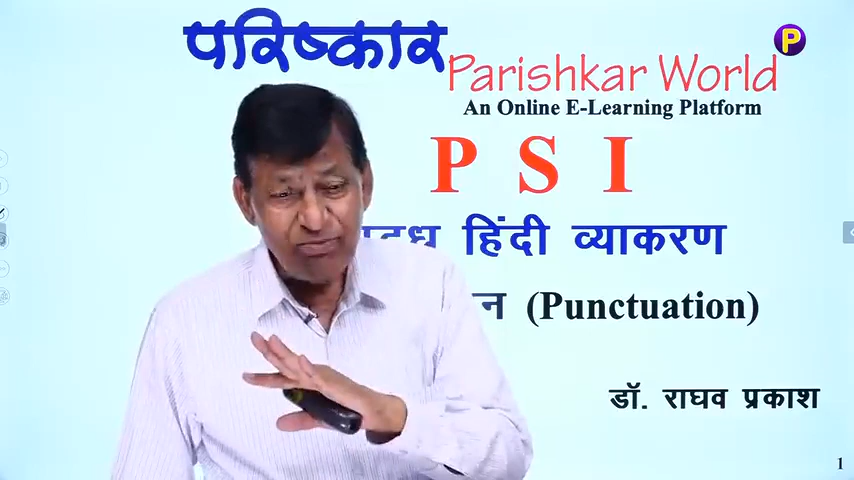 परिष्कार
P
Parishkar World
An Online E-Learning Platform
P S I
हिंदी व्याकरण
(Punctuation)
डॉ. राघव प्रकाश
1